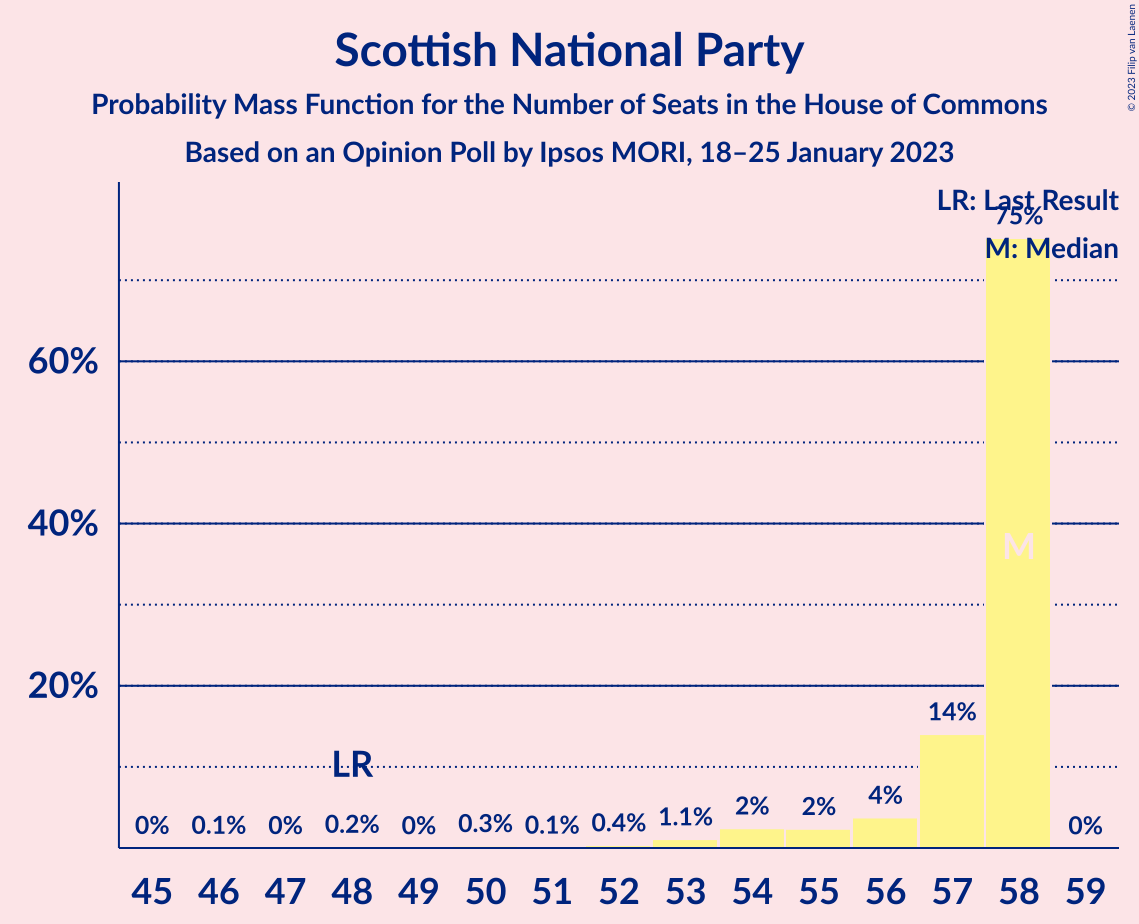 Scottish National Party
Probability Mass Function for the Number of Seats in the House of Commons
Based on an Opinion Poll by Ipsos MORI, 18–25 January 2023
© 2023 Filip van Laenen
LR: Last Result
75%
M: Median
60%
40%
M
20%
14%
LR
0% 0.1% 0% 0.2% 0% 0.3% 0.1% 0.4% 1.1% 2% 2% 4% 0%
45 46 47 48 49 50 51 52 53 54 55 56 57 58 59